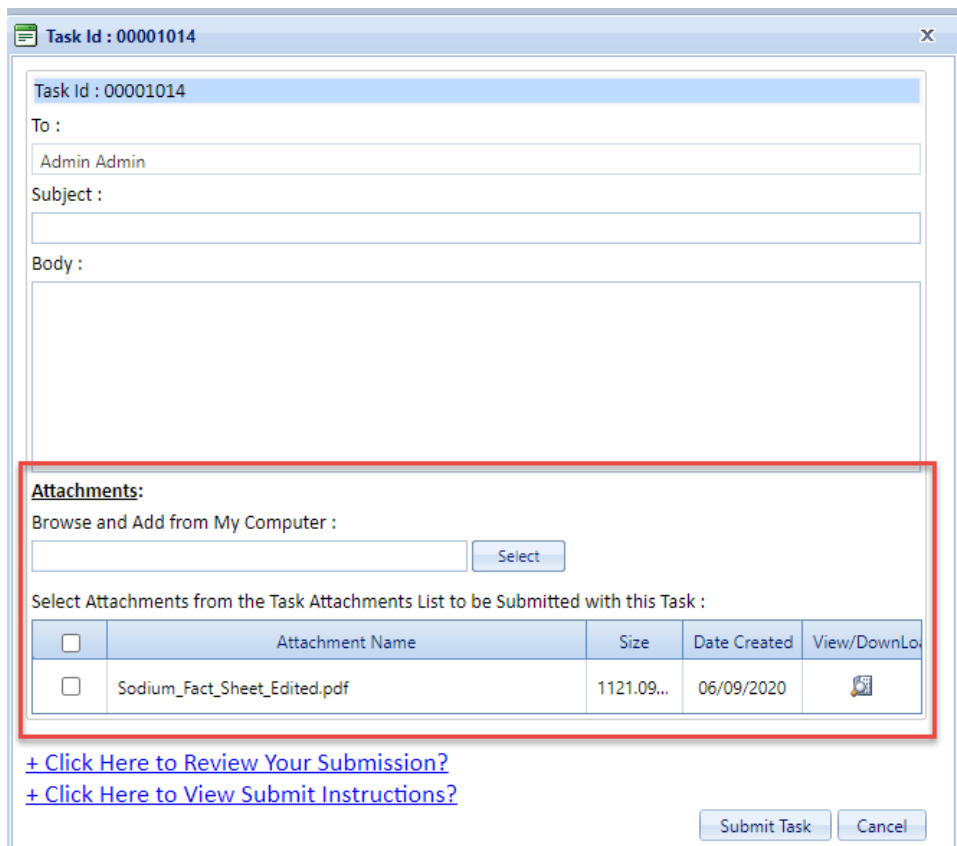 Task Id : 00001014
x
Task Id : 00001014
To :
Admin Admin
Subject :
Body :
Attachments:
Browse and Add from My Computer :
Select
Select Attachments from the Task Attachments List to be Submitted with this Task :
Attachment Name Size Date Created View/DownLoa
Sodium_Fact_Sheet_Edited.pdf 1121.09... 06/09/2020
+ Click Here to Review Your Submission?
+ Click Here to View Submit Instructions?
Submit Task Cancel